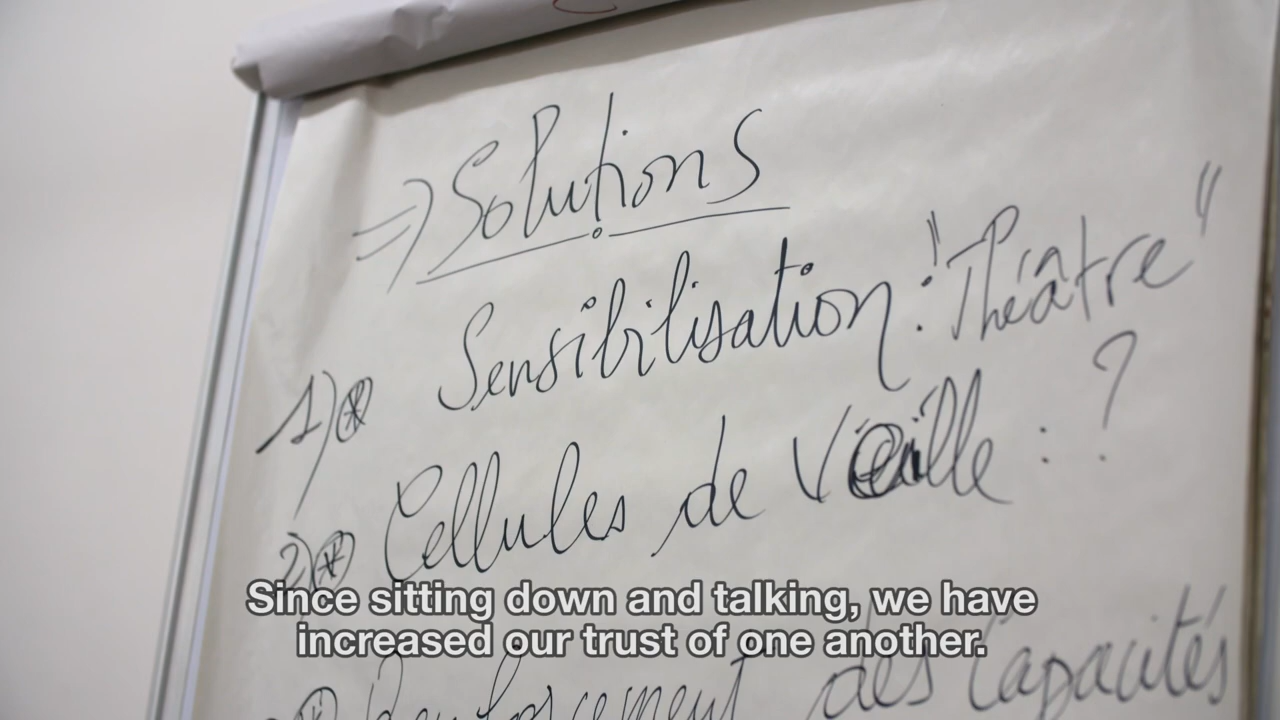 => Solutions
1) Sensibilisation : "Théâtre"
2) Cellules de Veille : ?
Renforcement des Capacités
Since sitting down and talking, we have
increased our trust of one another.